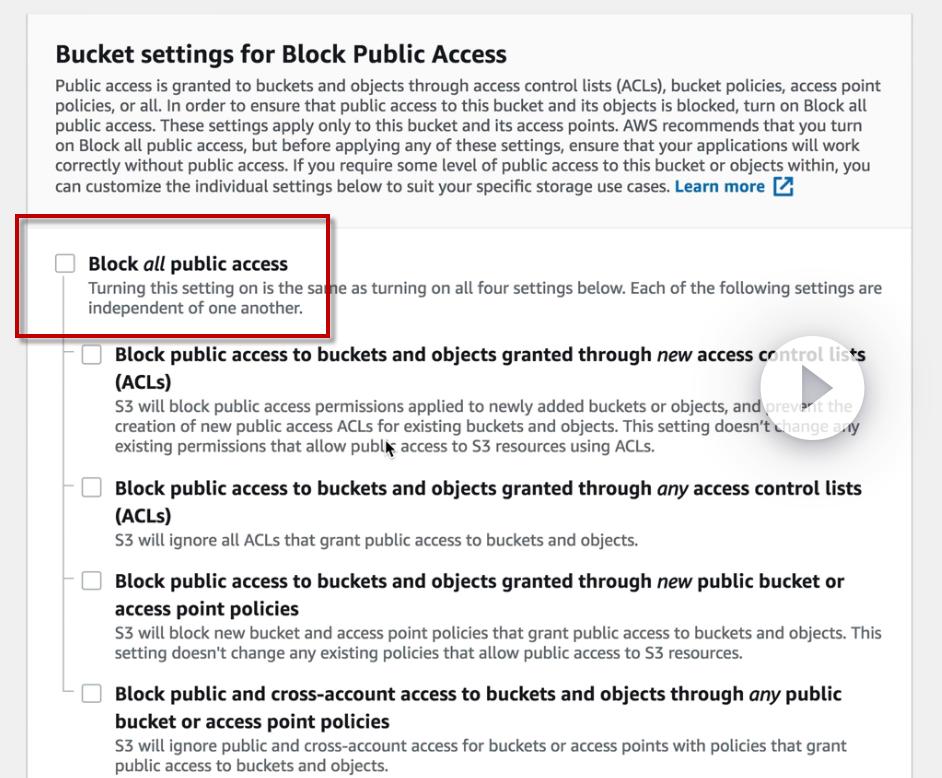 Bucket settings for Block Public Access
Public access is granted to buckets and objects through access control lists (ACLs), bucket policies, access point
policies, or all. In order to ensure that public access to this bucket and its objects is blocked, turn on Block all
public access. These settings apply only to this bucket and its access points. AWS recommends that you turn
on Block all public access, but before applying any of these settings, ensure that your applications will work
correctly without public access. If you require some level of public access to this bucket or objects within, you
can customize the individual settings below to suit your specific storage use cases. Learn more
Block all public access
Turning this setting on is the same as turning on all four settings below. Each of the following settings are
independent of one another.
Block public access to buckets and objects granted through new access control lists
(ACLs)
S3 will block public access permissions applied to newly added buckets or objects, and prevent the
creation of new public access ACLs for existing buckets and objects. This setting doesn't change any
existing permissions that allow public access to S3 resources using ACLs.
Block public access to buckets and objects granted through any access control lists
(ACLs)
S3 will ignore all ACLs that grant public access to buckets and objects.
Block public access to buckets and objects granted through new public bucket or
access point policies
S3 will block new bucket and access point policies that grant public access to buckets and objects. This
setting doesn't change any existing policies that allow public access to S3 resources.
Block public and cross-account access to buckets and objects through any public
bucket or access point policies
S3 will ignore public and cross-account access for buckets or access points with policies that grant
public access to buckets and objects.